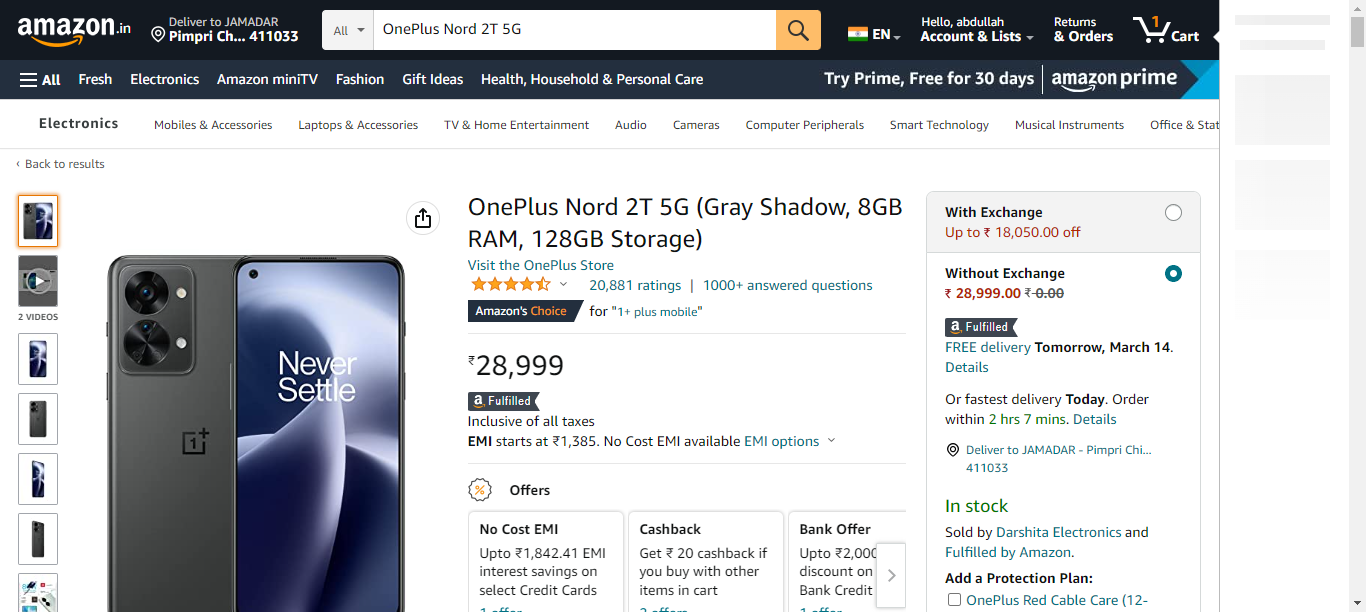 amazon.in
Deliver to JAMADAR
Pimpri Ch... 411033
All
OnePlus Nord 2T 5G
EN
Hello, abdullah
Account & Lists
Returns
& Orders
1
Cart
All
Fresh
Electronics
Amazon miniTV
Fashion
Gift Ideas
Health, Household & Personal Care
Try Prime, Free for 30 days
amazon prime
Electronics
Mobiles & Accessories
Laptops & Accessories
TV & Home Entertainment
Audio
Cameras
Computer Peripherals
Smart Technology
Musical Instruments
Office & Stat
‹ Back to results
2 VIDEOS
Never
Settle
OnePlus Nord 2T 5G (Gray Shadow, 8GB
RAM, 128GB Storage)
Visit the OnePlus Store
20,881 ratings | 1000+ answered questions
Amazon's Choice for "1+ plus mobile"
₹28,999
a Fulfilled
Inclusive of all taxes
EMI starts at ₹1,385. No Cost EMI available EMI options
Offers
No Cost EMI
Upto ₹1,842.41 EMI
interest savings on
select Credit Cards
1 offer
Cashback
Get ₹ 20 cashback if
you buy with other
items in cart
2 offers
Bank Offer
Upto ₹2,000
discount on
Bank Credit
1 offer
With Exchange
Up to ₹ 18,050.00 off
Without Exchange
₹ 28,999.00 ₹ 0.00
a Fulfilled
FREE delivery Tomorrow, March 14.
Details
Or fastest delivery Today. Order
within 2 hrs 7 mins. Details
Deliver to JAMADAR - Pimpri Chi...
411033
In stock
Sold by Darshita Electronics and
Fulfilled by Amazon.
Add a Protection Plan:
OnePlus Red Cable Care (12-